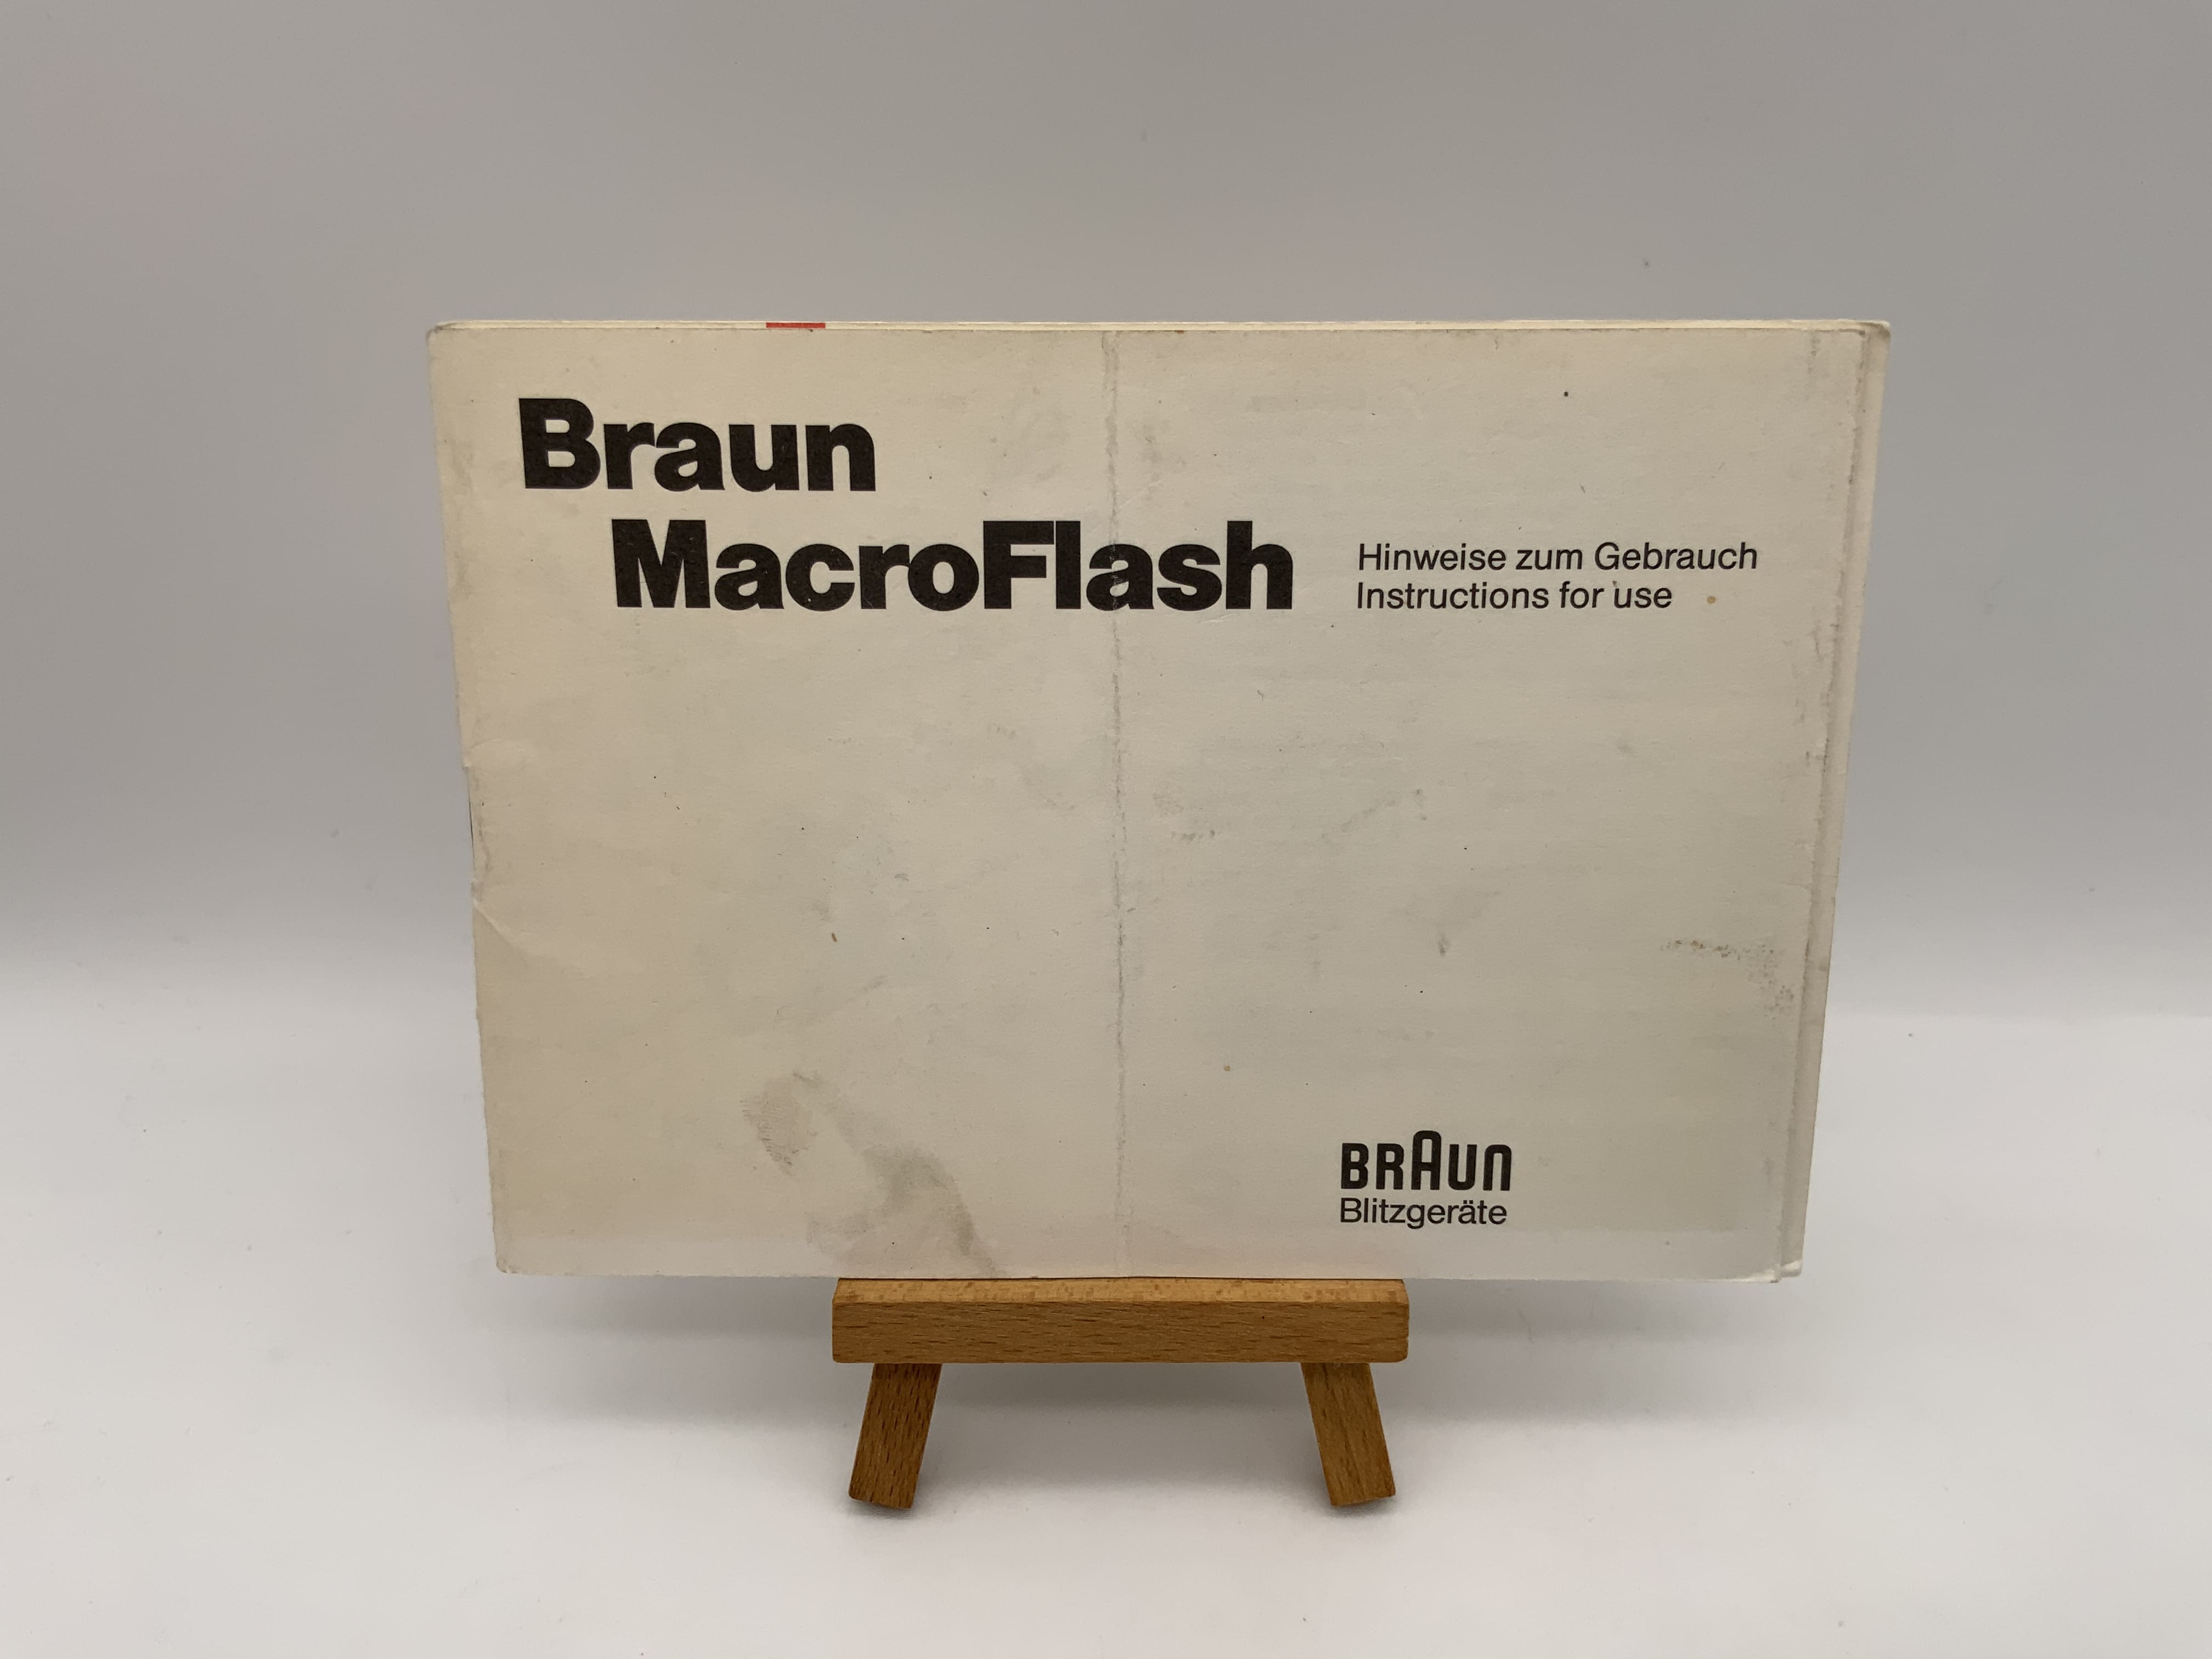 Braun
MacroFlash
Hinweise zum Gebrauch
Instructions for use
BRAUN
Blitzgeräte